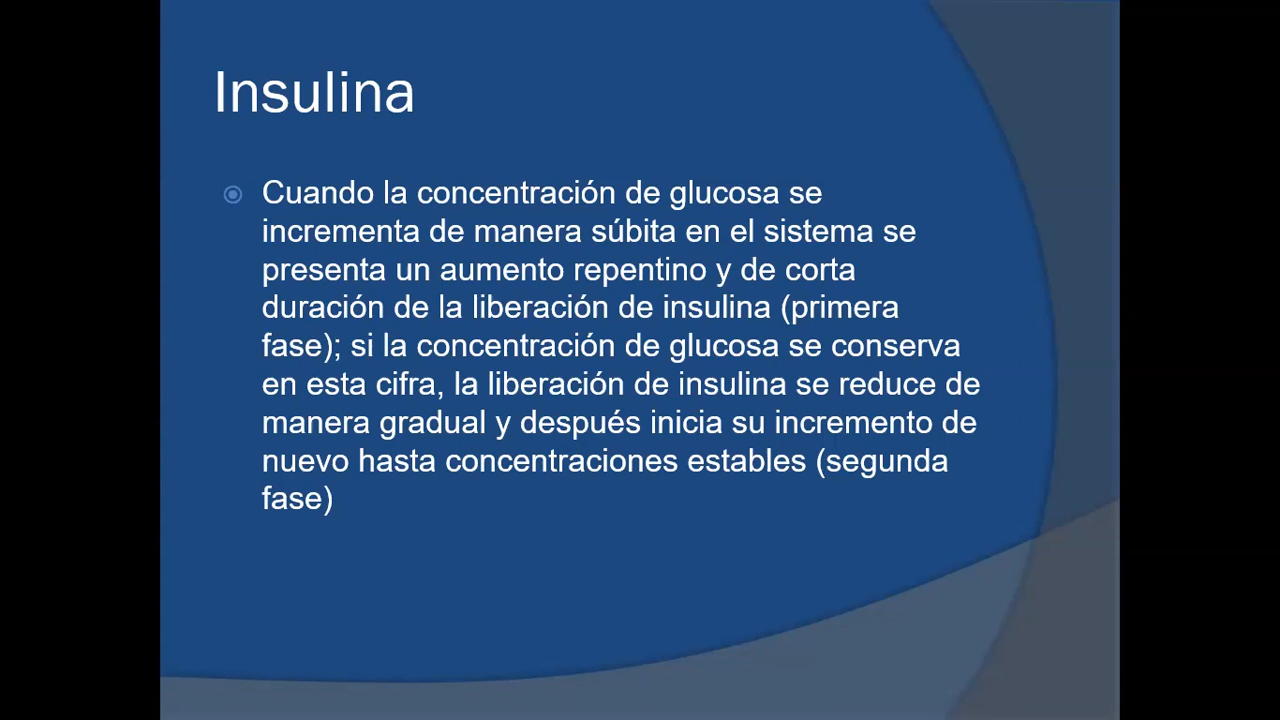 Insulina
Cuando la concentración de glucosa se
incrementa de manera súbita en el sistema se
presenta un aumento repentino y de corta
duración de la liberación de insulina (primera
fase); si la concentración de glucosa se conserva
en esta cifra, la liberación de insulina se reduce de
manera gradual y después inicia su incremento de
nuevo hasta concentraciones estables (segunda
fase)